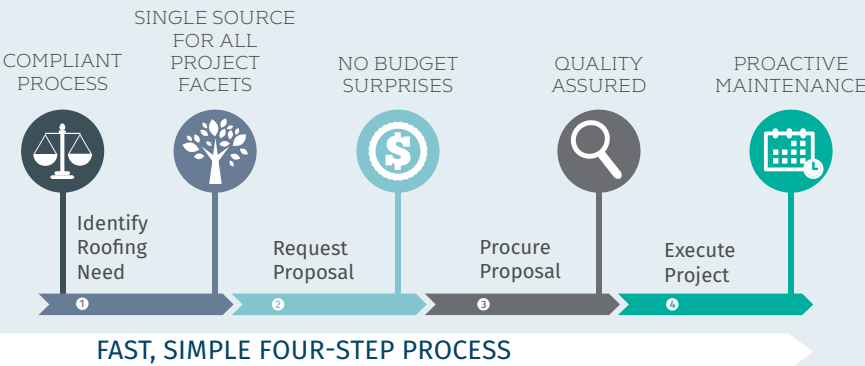 COMPLIANT
PROCESS
SINGLE SOURCE
FOR ALL
PROJECT
FACETS
NO BUDGET
SURPRISES
QUALITY
ASSURED
PROACTIVE
MAINTENANCE
$
Identify
Roofing
Need
Request
Proposal
Procure
Proposal
Execute
Project
1
2
3
4
FAST, SIMPLE FOUR-STEP PROCESS